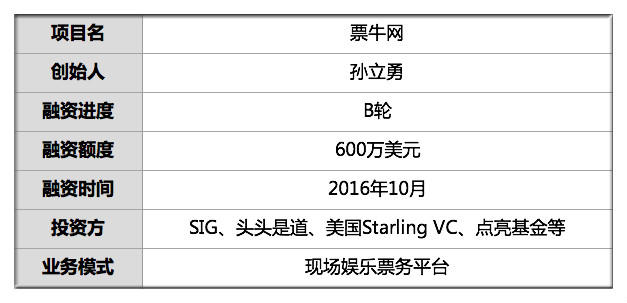 项目名 票牛网
创始人 孙立勇
融资进度 B轮
融资额度 600万美元
融资时间 2016年10月
投资方 SIG、头头是道、美国Starling VC、点亮基金等
业务模式 现场娱乐票务平台